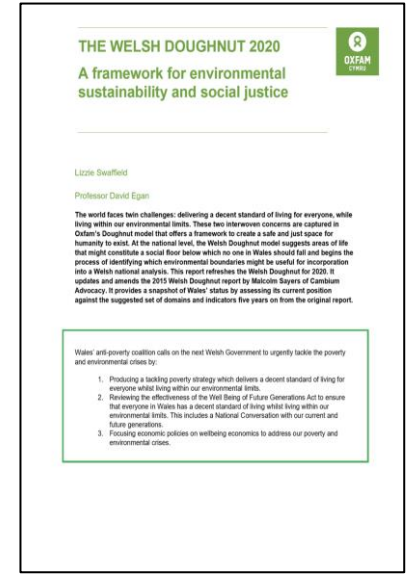 THE WELSH DOUGHNUT 2020
OXFAM
CYMRU
A framework for environmental
sustainability and social justice
Lizzie Swaffield
Professor David Egan
The world faces twin challenges: delivering a decent standard of living for everyone, while
living within our environmental limits. These two interwoven concerns are captured in
Oxfam's Doughnut model that offers a framework to create a safe and just space for
humanity to exist. At the national level, the Welsh Doughnut model suggests areas of life
that might constitute a social floor below which no one in Wales should fall and begins the
process of identifying which environmental boundaries might be useful for incorporation
into a Welsh national analysis. This report refreshes the Welsh Doughnut for 2020. It
updates and amends the 2015 Welsh Doughnut report by Malcolm Sayers of Cambium
Advocacy. It provides a snapshot of Wales' status by assessing its current position
against the suggested set of domains and indicators five years on from the original report.
Wales' anti-poverty coalition calls on the next Welsh Government to urgently tackle the poverty
and environmental crises by:
1. Producing a tackling poverty strategy which delivers a decent standard of living for
everyone whilst living within our environmental limits.
2. Reviewing the effectiveness of the Well Being of Future Generations Act to ensure
that everyone in Wales has a decent standard of living whilst living within our
environmental limits. This includes a National Conversation with our current and
future generations.
3. Focusing economic policies on wellbeing economics to address our poverty and
environmental crises.